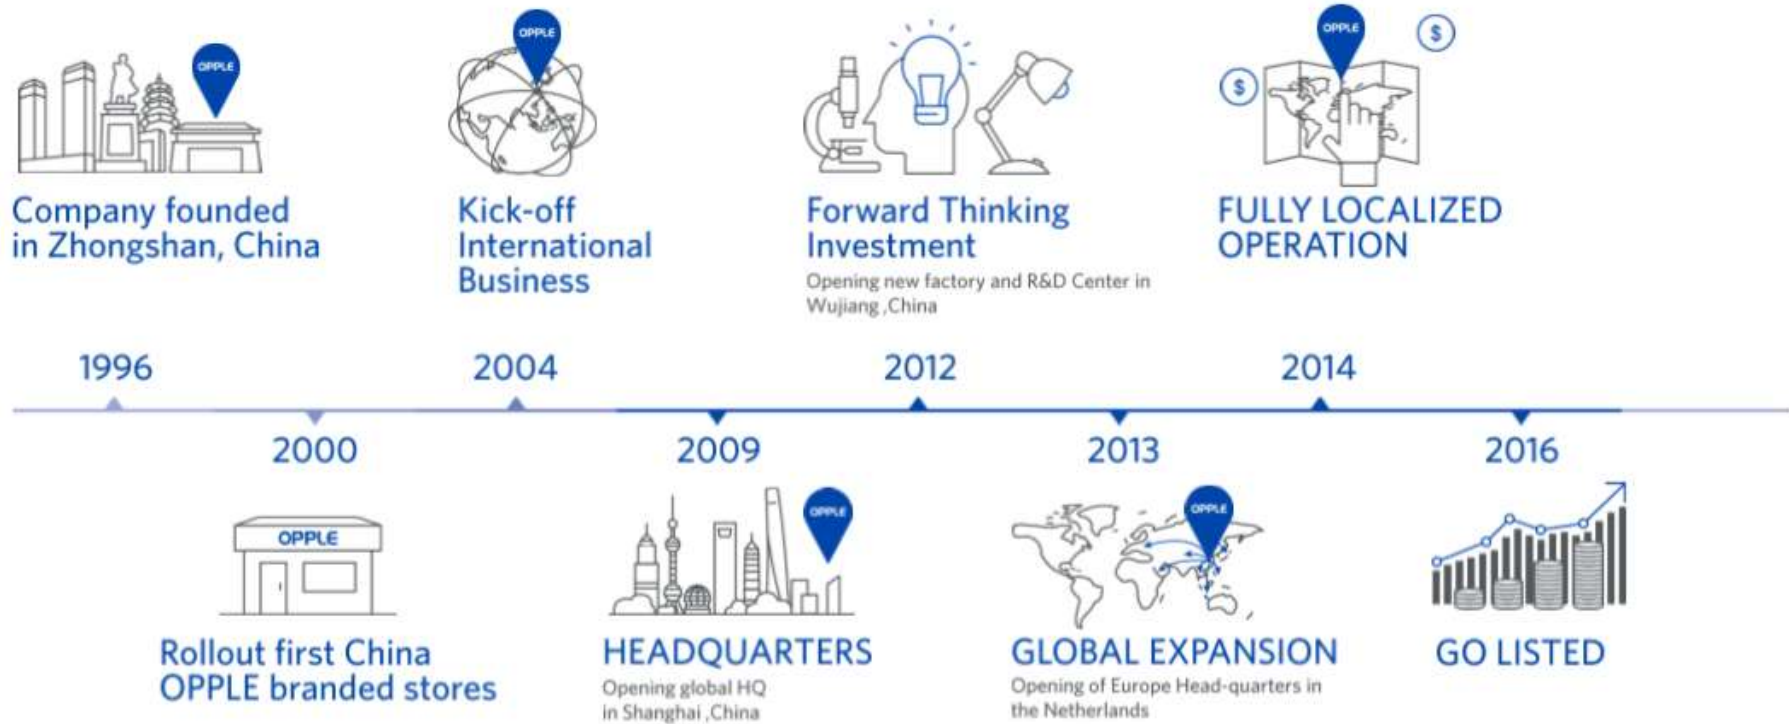 OPPLE
Company founded
in Zhongshan, China
OPPLE
Kick-off
International
Business
Forward Thinking
Investment
Opening new factory and R&D Center in
Wujiang ,China
OPPLE
$
$
FULLY LOCALIZED
OPERATION
1996
2004
2012
2014
2000
2009
2013
2016
OPPLE
Rollout first China
OPPLE branded stores
OPPLE
HEADQUARTERS
Opening global HQ
in Shanghai ,China
OPPLE
GLOBAL EXPANSION
Opening of Europe Head-quarters in
the Netherlands
GO LISTED